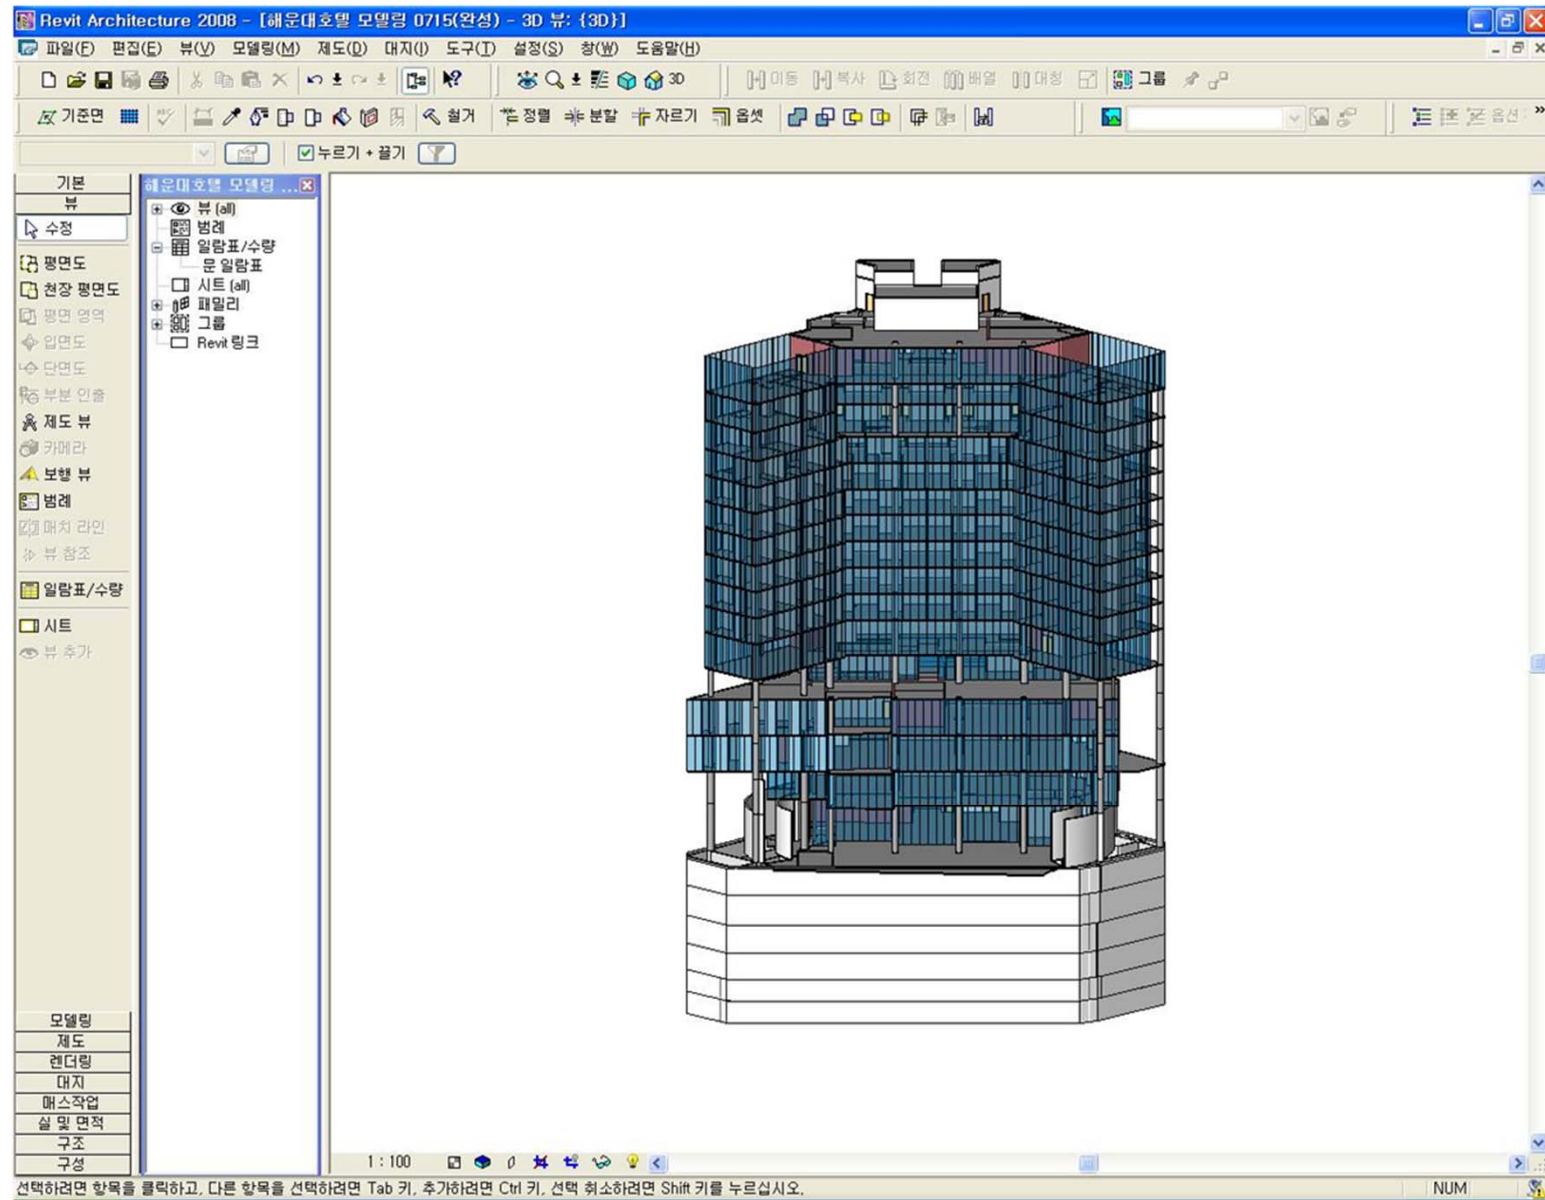 Revit Architecture 2008 - [해운대호텔 모델링 0715(완성) - 3D 뷰: {3D}]
파일(F) 편집(E) 뷰(V) 모델링(M) 제도(D) 대지(I) 도구(T) 설정(S) 창(W) 도움말(H)
3D 이동 복사 회전 배열 대칭 그룹
기준면 철거 정렬 분할 자르기 옵셋 옵션 »
누르기 + 끌기
기본
뷰
수정
평면도
천장 평면도
평면 영역
입면도
단면도
부분 인출
제도 뷰
카메라
보행 뷰
범례
매치 라인
뷰 참조
일람표/수량
시트
뷰 추가
모델링
제도
렌더링
대지
매스작업
실 및 면적
구조
구성
해운대호텔 모델링 ...
뷰 (all)
범례
일람표/수량
문 일람표
시트 (all)
패밀리
그룹
Revit 링크
1 : 100
선택하려면 항목을 클릭하고, 다른 항목을 선택하려면 Tab 키, 추가하려면 Ctrl 키, 선택 취소하려면 Shift 키를 누르십시오.
NUM